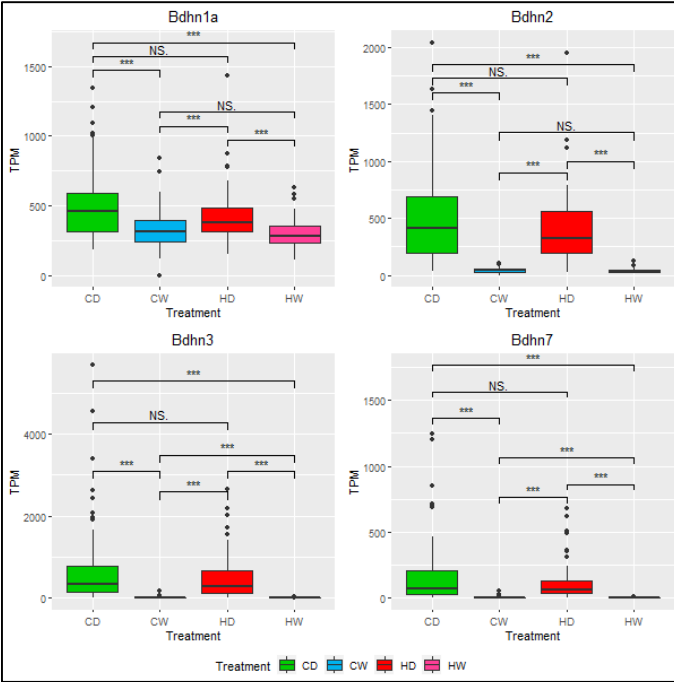 Bdhn1a
***
NS.
***
NS.
***
***
1500
1000
500
0
TPM
CD CW HD HW
Treatment
Bdhn2
***
NS.
***
NS.
***
***
2000
1500
1000
500
0
TPM
CD CW HD HW
Treatment
Bdhn3
***
NS.
***
***
***
***
4000
2000
0
TPM
CD CW HD HW
Treatment
Bdhn7
***
NS.
***
***
***
***
1500
1000
500
0
TPM
CD CW HD HW
Treatment
Treatment CD CW HD HW